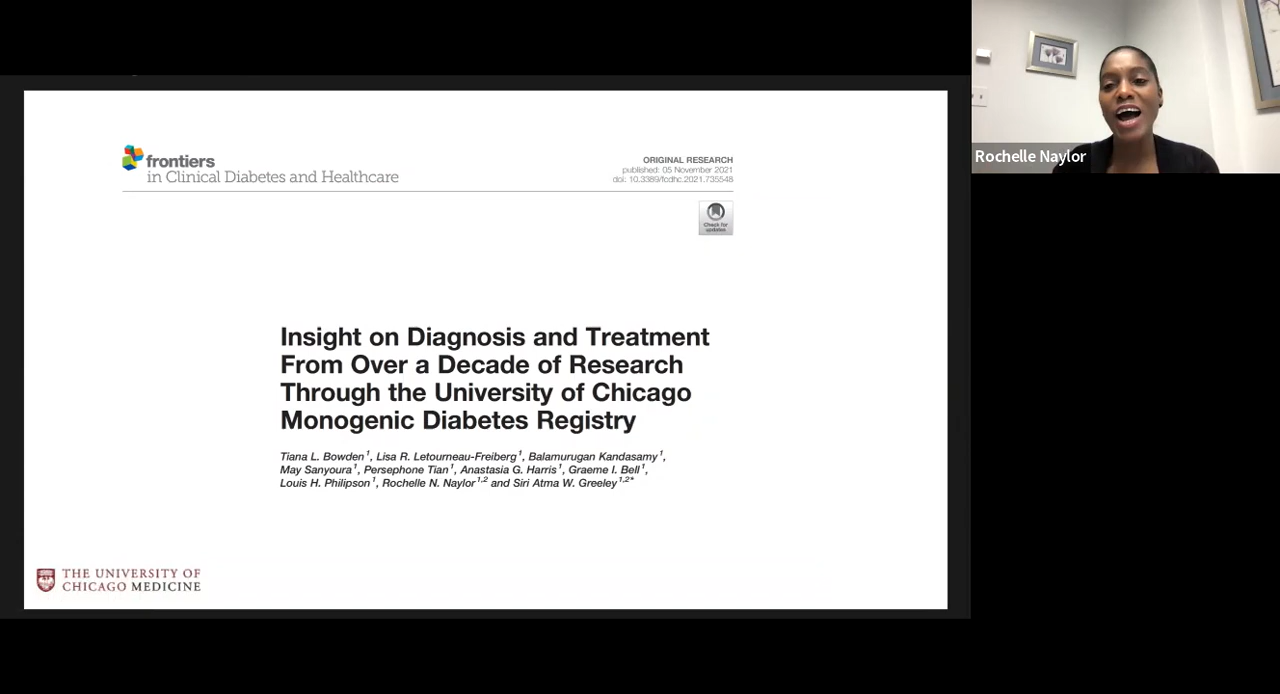 frontiers
in Clinical Diabetes and Healthcare
ORIGINAL RESEARCH
published: 05 November 2021
doi: 10.3389/fcdhc.2021.735548
Check for
updates
Insight on Diagnosis and Treatment
From Over a Decade of Research
Through the University of Chicago
Monogenic Diabetes Registry
Tiana L. Bowden¹, Lisa R. Letourneau-Freiberg¹, Balamurugan Kandasamy¹,
May Sanyoura¹, Persephone Tian¹, Anastasia G. Harris¹, Graeme I. Bell¹,
Louis H. Philipson¹, Rochelle N. Naylor¹,² and Siri Atma W. Greeley¹,²*
THE UNIVERSITY OF
CHICAGO MEDICINE
Rochelle Naylor